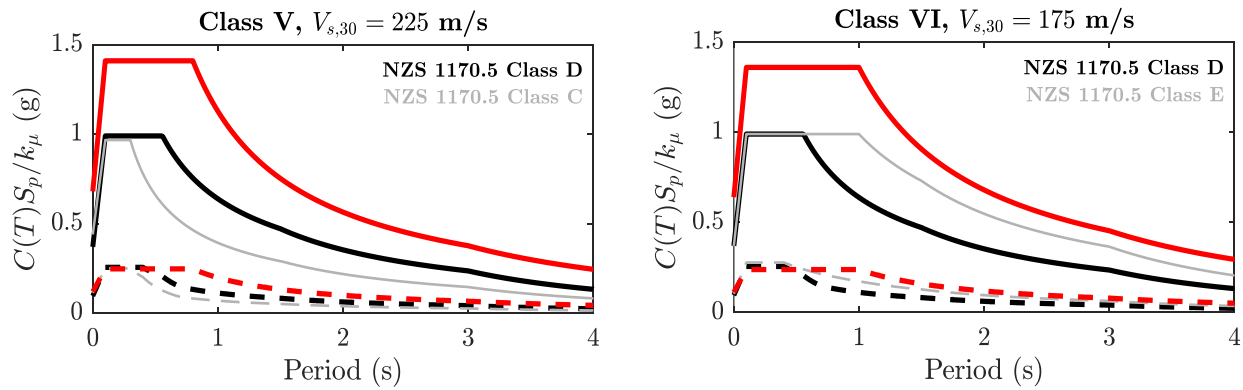 Class V, V_{s,30} = 225 m/s
C(T)S_p/k_μ (g)
1.5
1
0.5
0
NZS 1170.5 Class D
NZS 1170.5 Class C
0 1 2 3 4
Period (s)
Class VI, V_{s,30} = 175 m/s
C(T)S_p/k_μ (g)
1.5
1
0.5
0
NZS 1170.5 Class D
NZS 1170.5 Class E
0 1 2 3 4
Period (s)